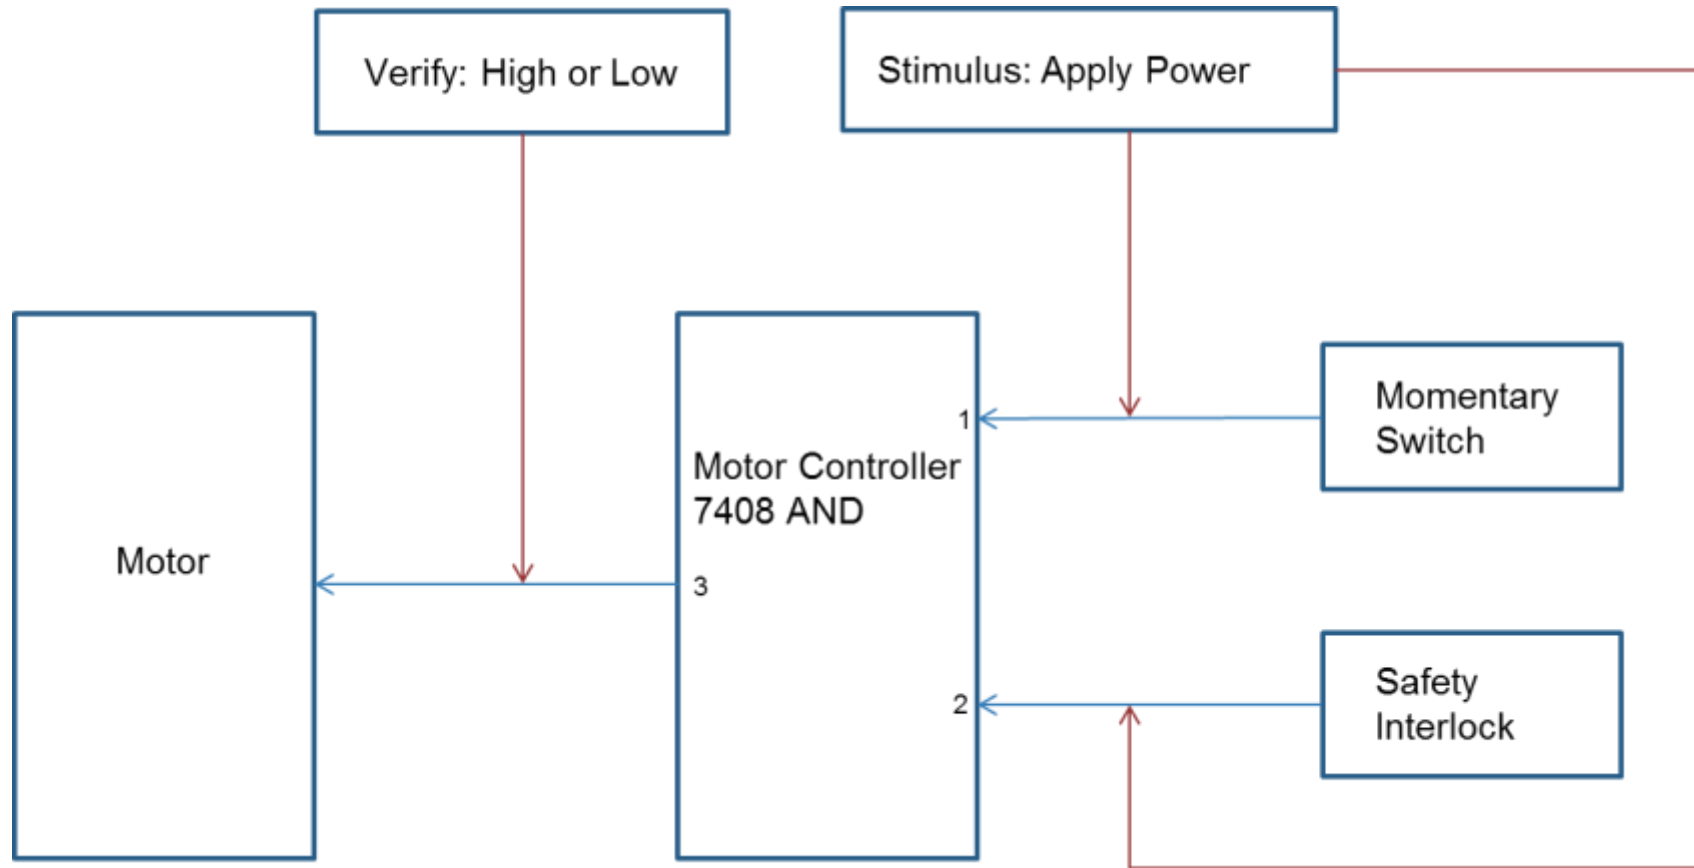 Verify: High or Low
Stimulus: Apply Power
Momentary
Switch
1
Motor Controller
7408 AND
Motor
3
Safety
Interlock
2